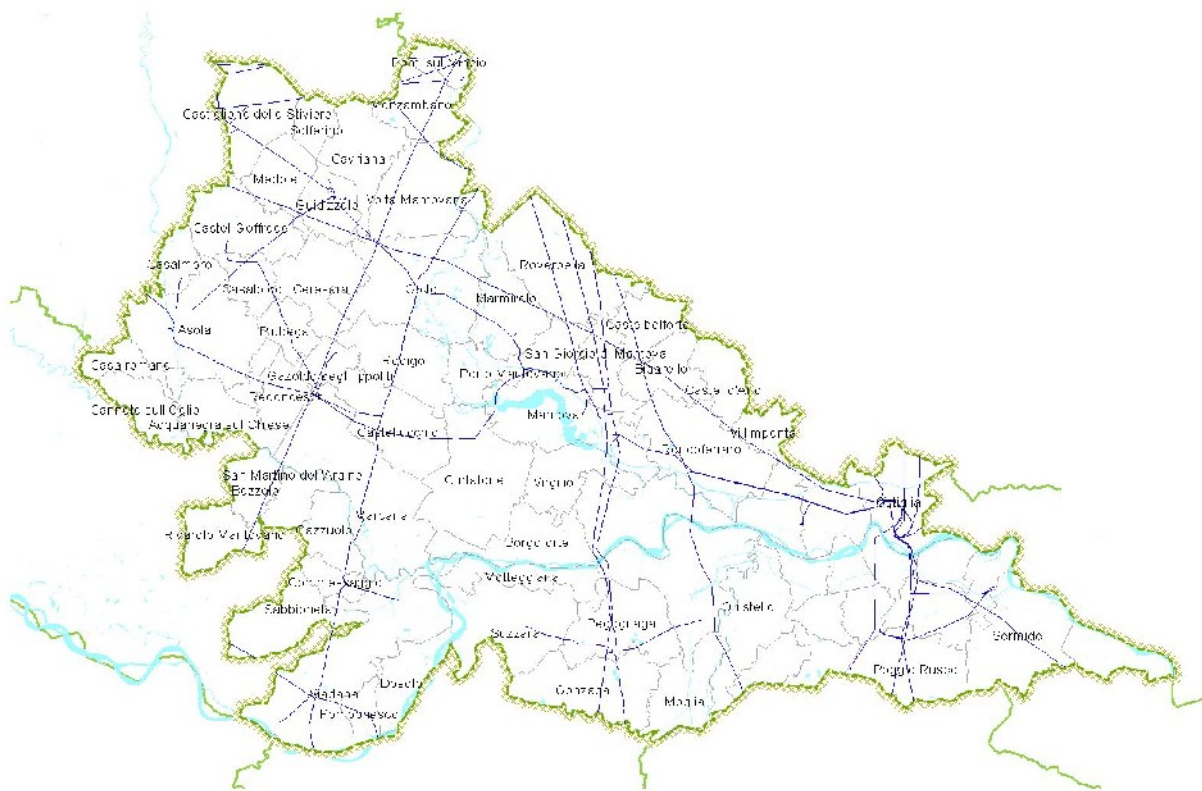 Ponti sul Mincio
Monzambano
Castiglione delle Stiviere
Solferino
Cavriana
Medole
Guidizzolo
Volta Mantovana
Castel Goffredo
Casalmoro
Roverbella
Casaloldo
Ceresara
Goito
Marmirolo
Asola
Piubega
Castelbelforte
Rodigo
San Giorgio di Mantova
Casalromano
Gazoldo degli Ippoliti
Porto Mantovano
Bigarello
Redondesco
Castel d'Ario
Canneto sull'Oglio
Acquanegra sul Chiese
Mantova
Castellucchio
Villimpenta
Roncoferraro
San Martino dall'Argine
Bozzolo
Curtatone
Virgilio
Ostiglia
Marcaria
Gazzuolo
Rivarolo Mantovano
Borgoforte
Motteggiana
Commessaggio
Sabbioneta
Quistello
Pegognaga
Suzzara
Sermide
Poggio Rusco
Dosolo
Viadana
Gonzaga
Moglia
Pomponesco